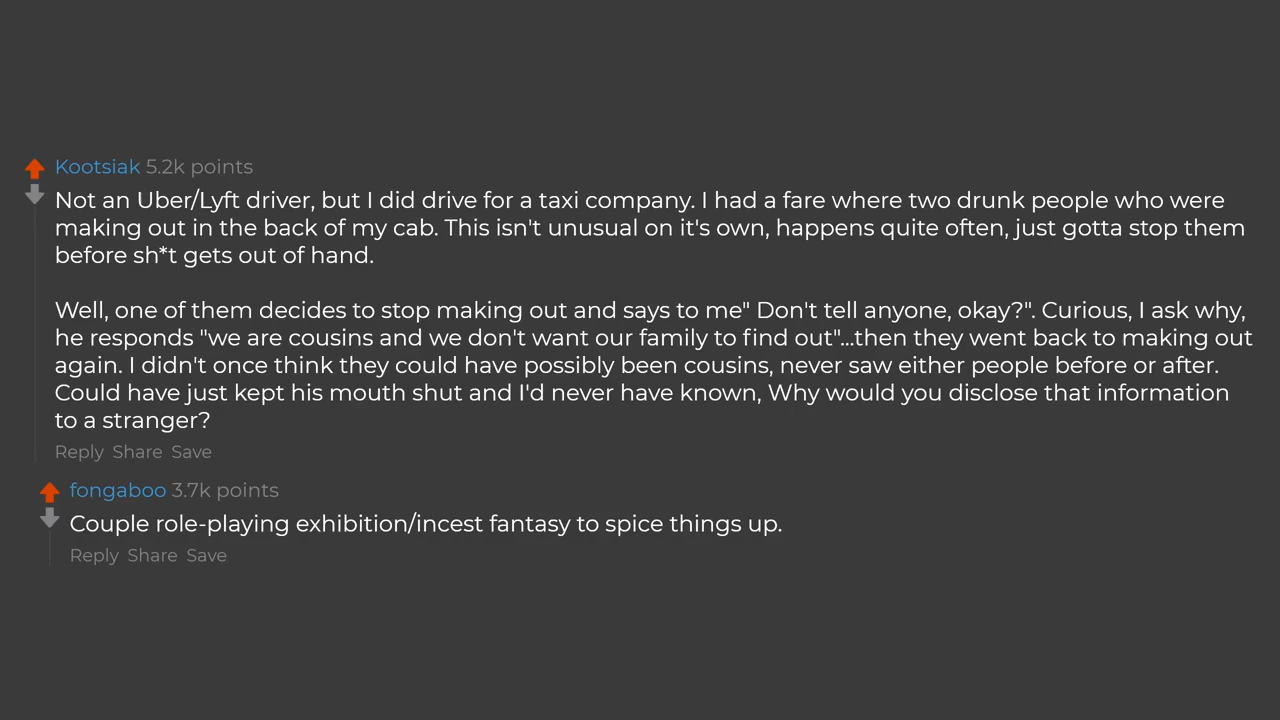 Kootsiak 5.2k points
Not an Uber/Lyft driver, but I did drive for a taxi company. I had a fare where two drunk people who were
making out in the back of my cab. This isn't unusual on it's own, happens quite often, just gotta stop them
before sh*t gets out of hand.
Well, one of them decides to stop making out and says to me" Don't tell anyone, okay?". Curious, I ask why,
he responds "we are cousins and we don't want our family to find out"...then they went back to making out
again. I didn't once think they could have possibly been cousins, never saw either people before or after.
Could have just kept his mouth shut and I'd never have known, Why would you disclose that information
to a stranger?
Reply Share Save
fongaboo 3.7k points
Couple role-playing exhibition/incest fantasy to spice things up.
Reply Share Save